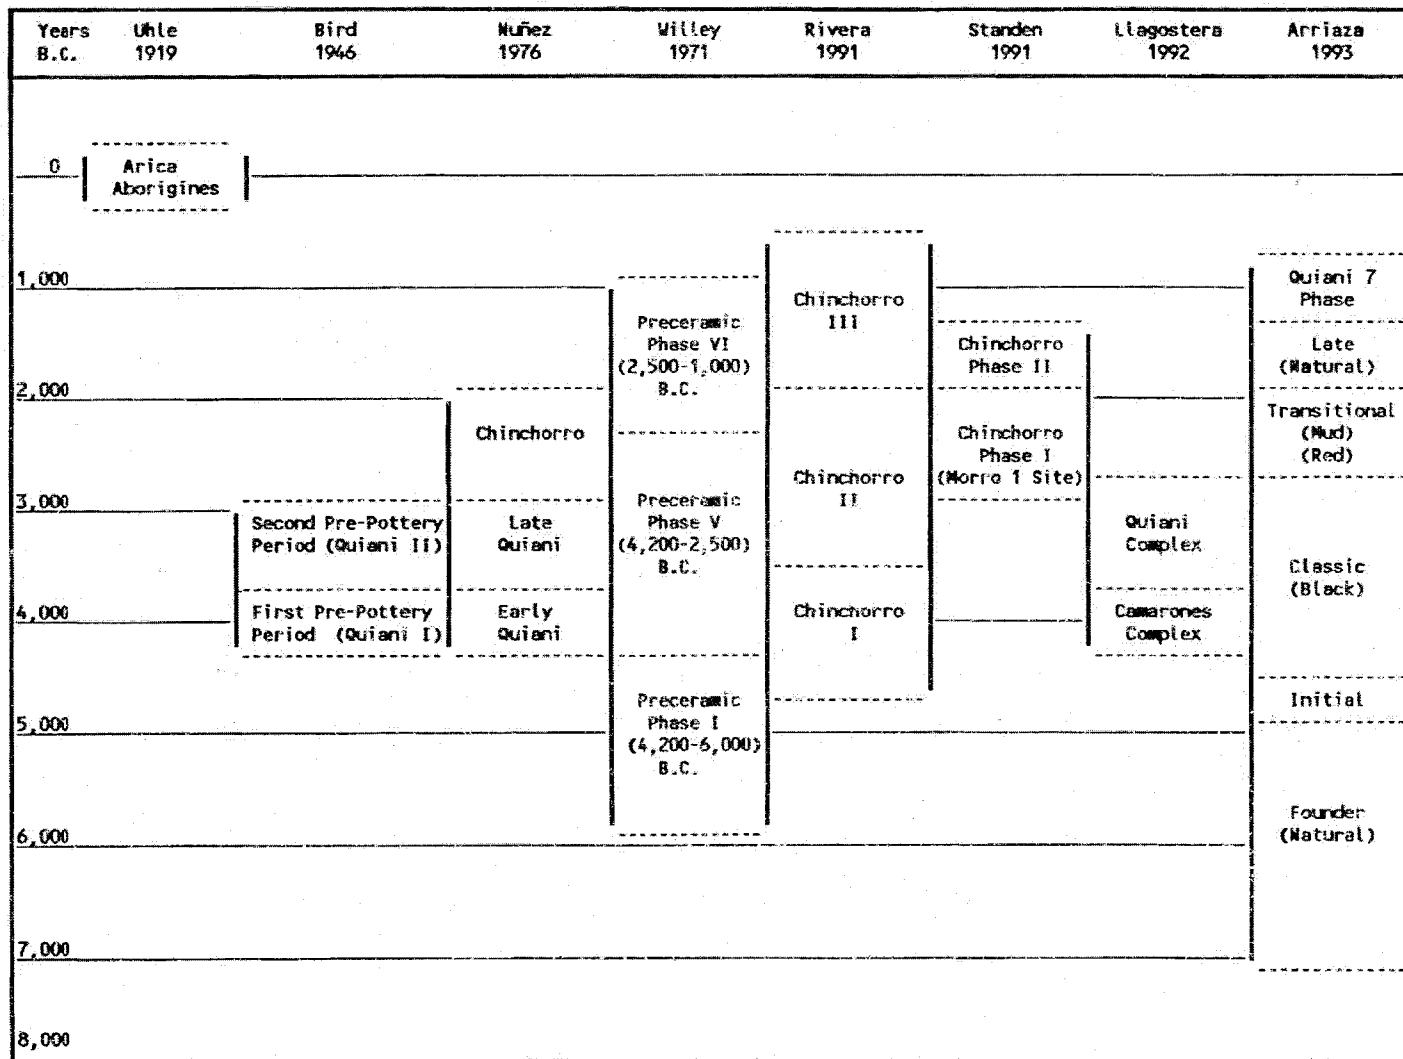 Years Uhle Bird Nuñez Willey Rivera Standen Llagostera Arriaza
B.C. 1919 1946 1976 1971 1991 1991 1992 1993
0
Arica
Aborigines
1,000
2,000
3,000
4,000
5,000
6,000
7,000
8,000
Second Pre-Pottery
Period (Quiani II)
First Pre-Pottery
Period (Quiani I)
Chinchorro
Late
Quiani
Early
Quiani
Preceramic
Phase VI
(2,500-1,000)
B.C.
Preceramic
Phase V
(4,200-2,500)
B.C.
Preceramic
Phase I
(4,200-6,000)
B.C.
Chinchorro
III
Chinchorro
II
Chinchorro
I
Chinchorro
Phase II
Chinchorro
Phase I
(Morro 1 Site)
Quiani
Complex
Camarones
Complex
Quiani 7
Phase
Late
(Natural)
Transitional
(Mud)
(Red)
Classic
(Black)
Initial
Founder
(Natural)